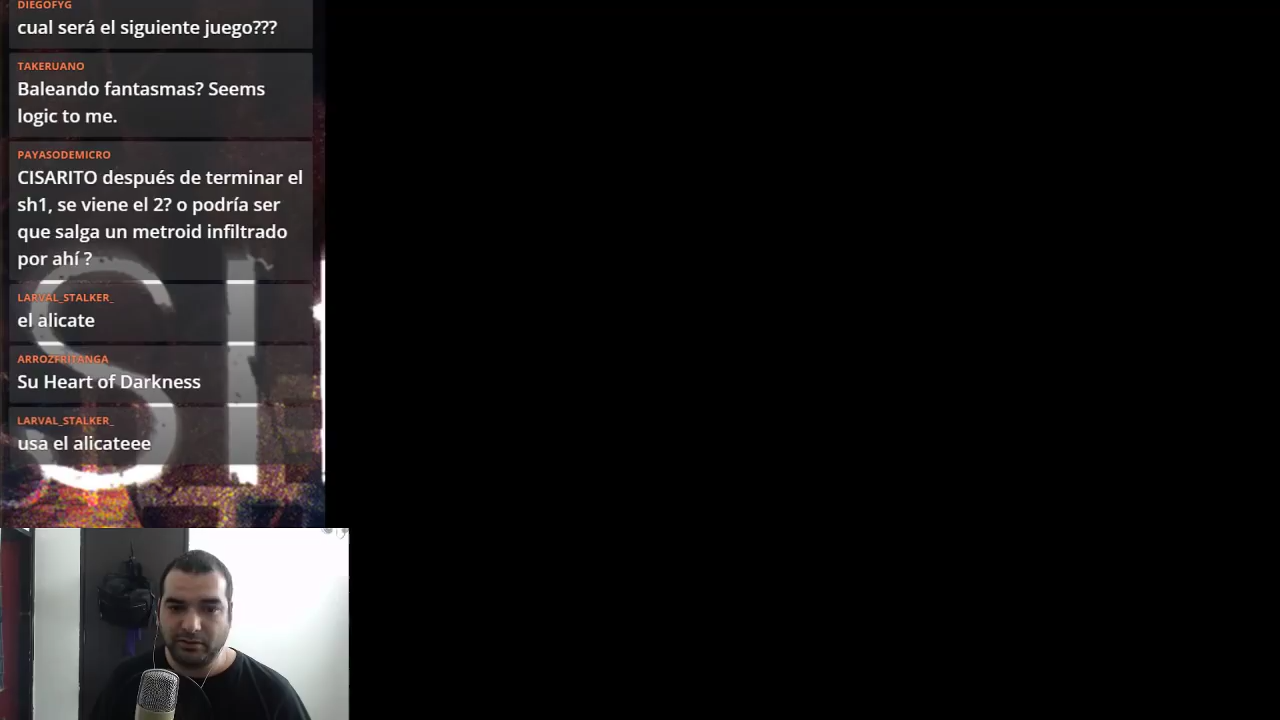 DIEGOFYG
cual será el siguiente juego???
TAKERUANO
Baleando fantasmas? Seems
logic to me.
PAYASODEMICRO
CISARITO después de terminar el
sh1, se viene el 2? o podría ser
que salga un metroid infiltrado
por ahí ?
LARVAL_STALKER_
el alicate
ARROZFRITANGA
Su Heart of Darkness
LARVAL_STALKER_
usa el alicateee
SI